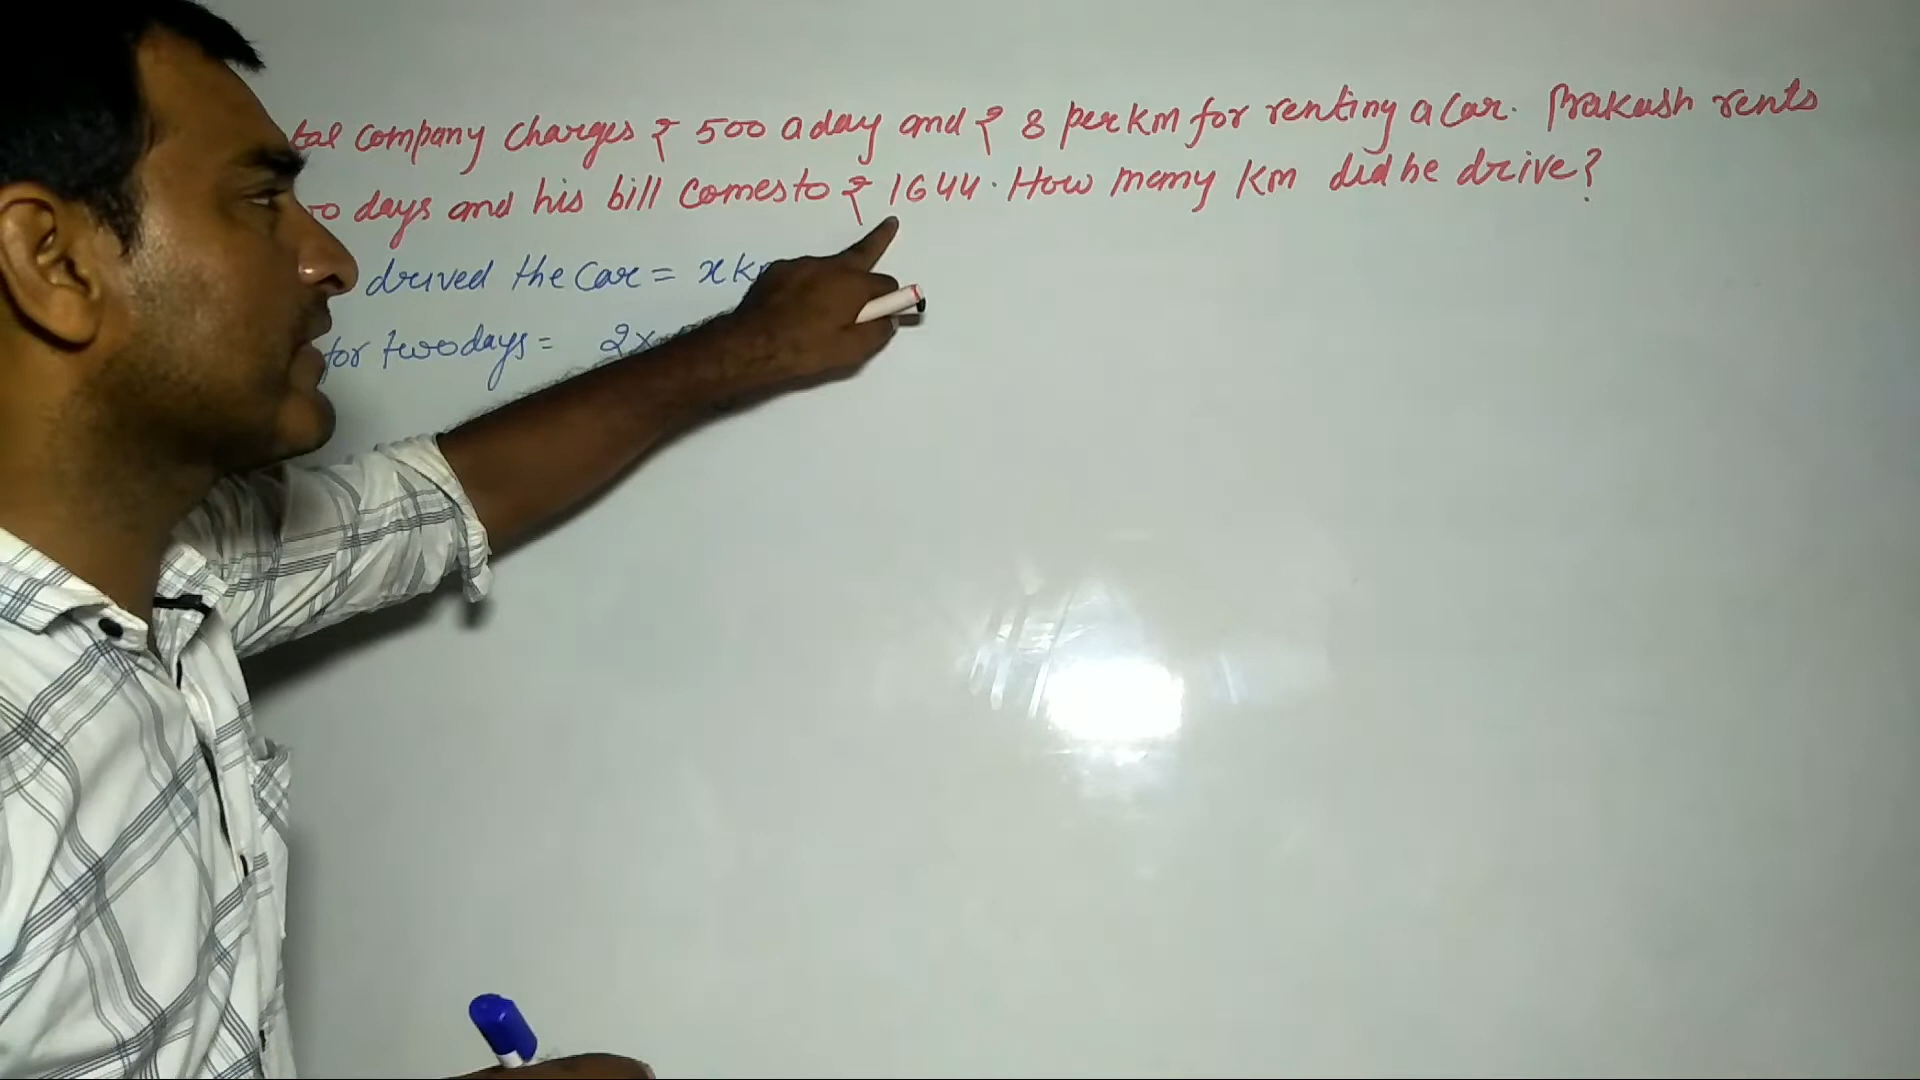 company charges ₹ 500 a day and ₹ 8 per km for renting a car. Prakash rents
days and his bill comes to ₹ 1644. How many km did he drive?
drived the car = x
for two days = 2x